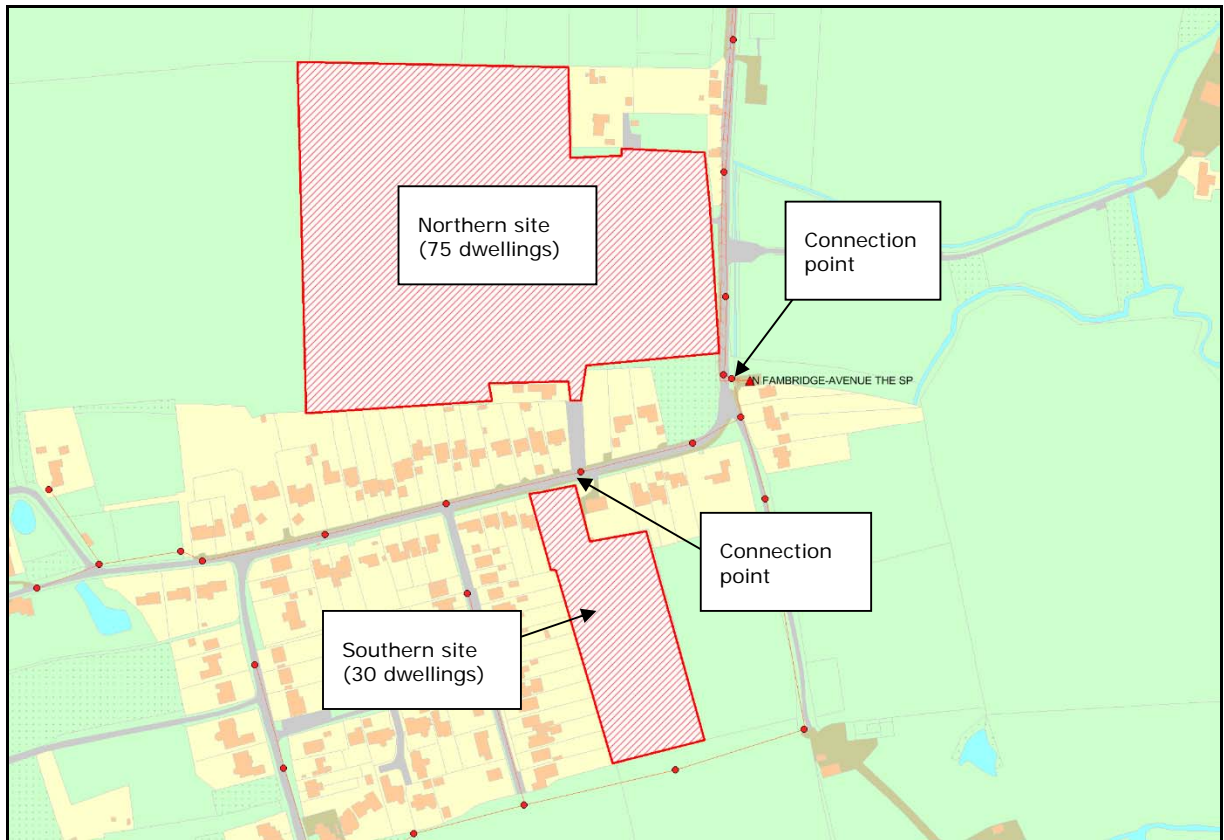 Northern site
(75 dwellings)
Connection
point
N FAMBRIDGE-AVENUE THE SP
Connection
point
Southern site
(30 dwellings)